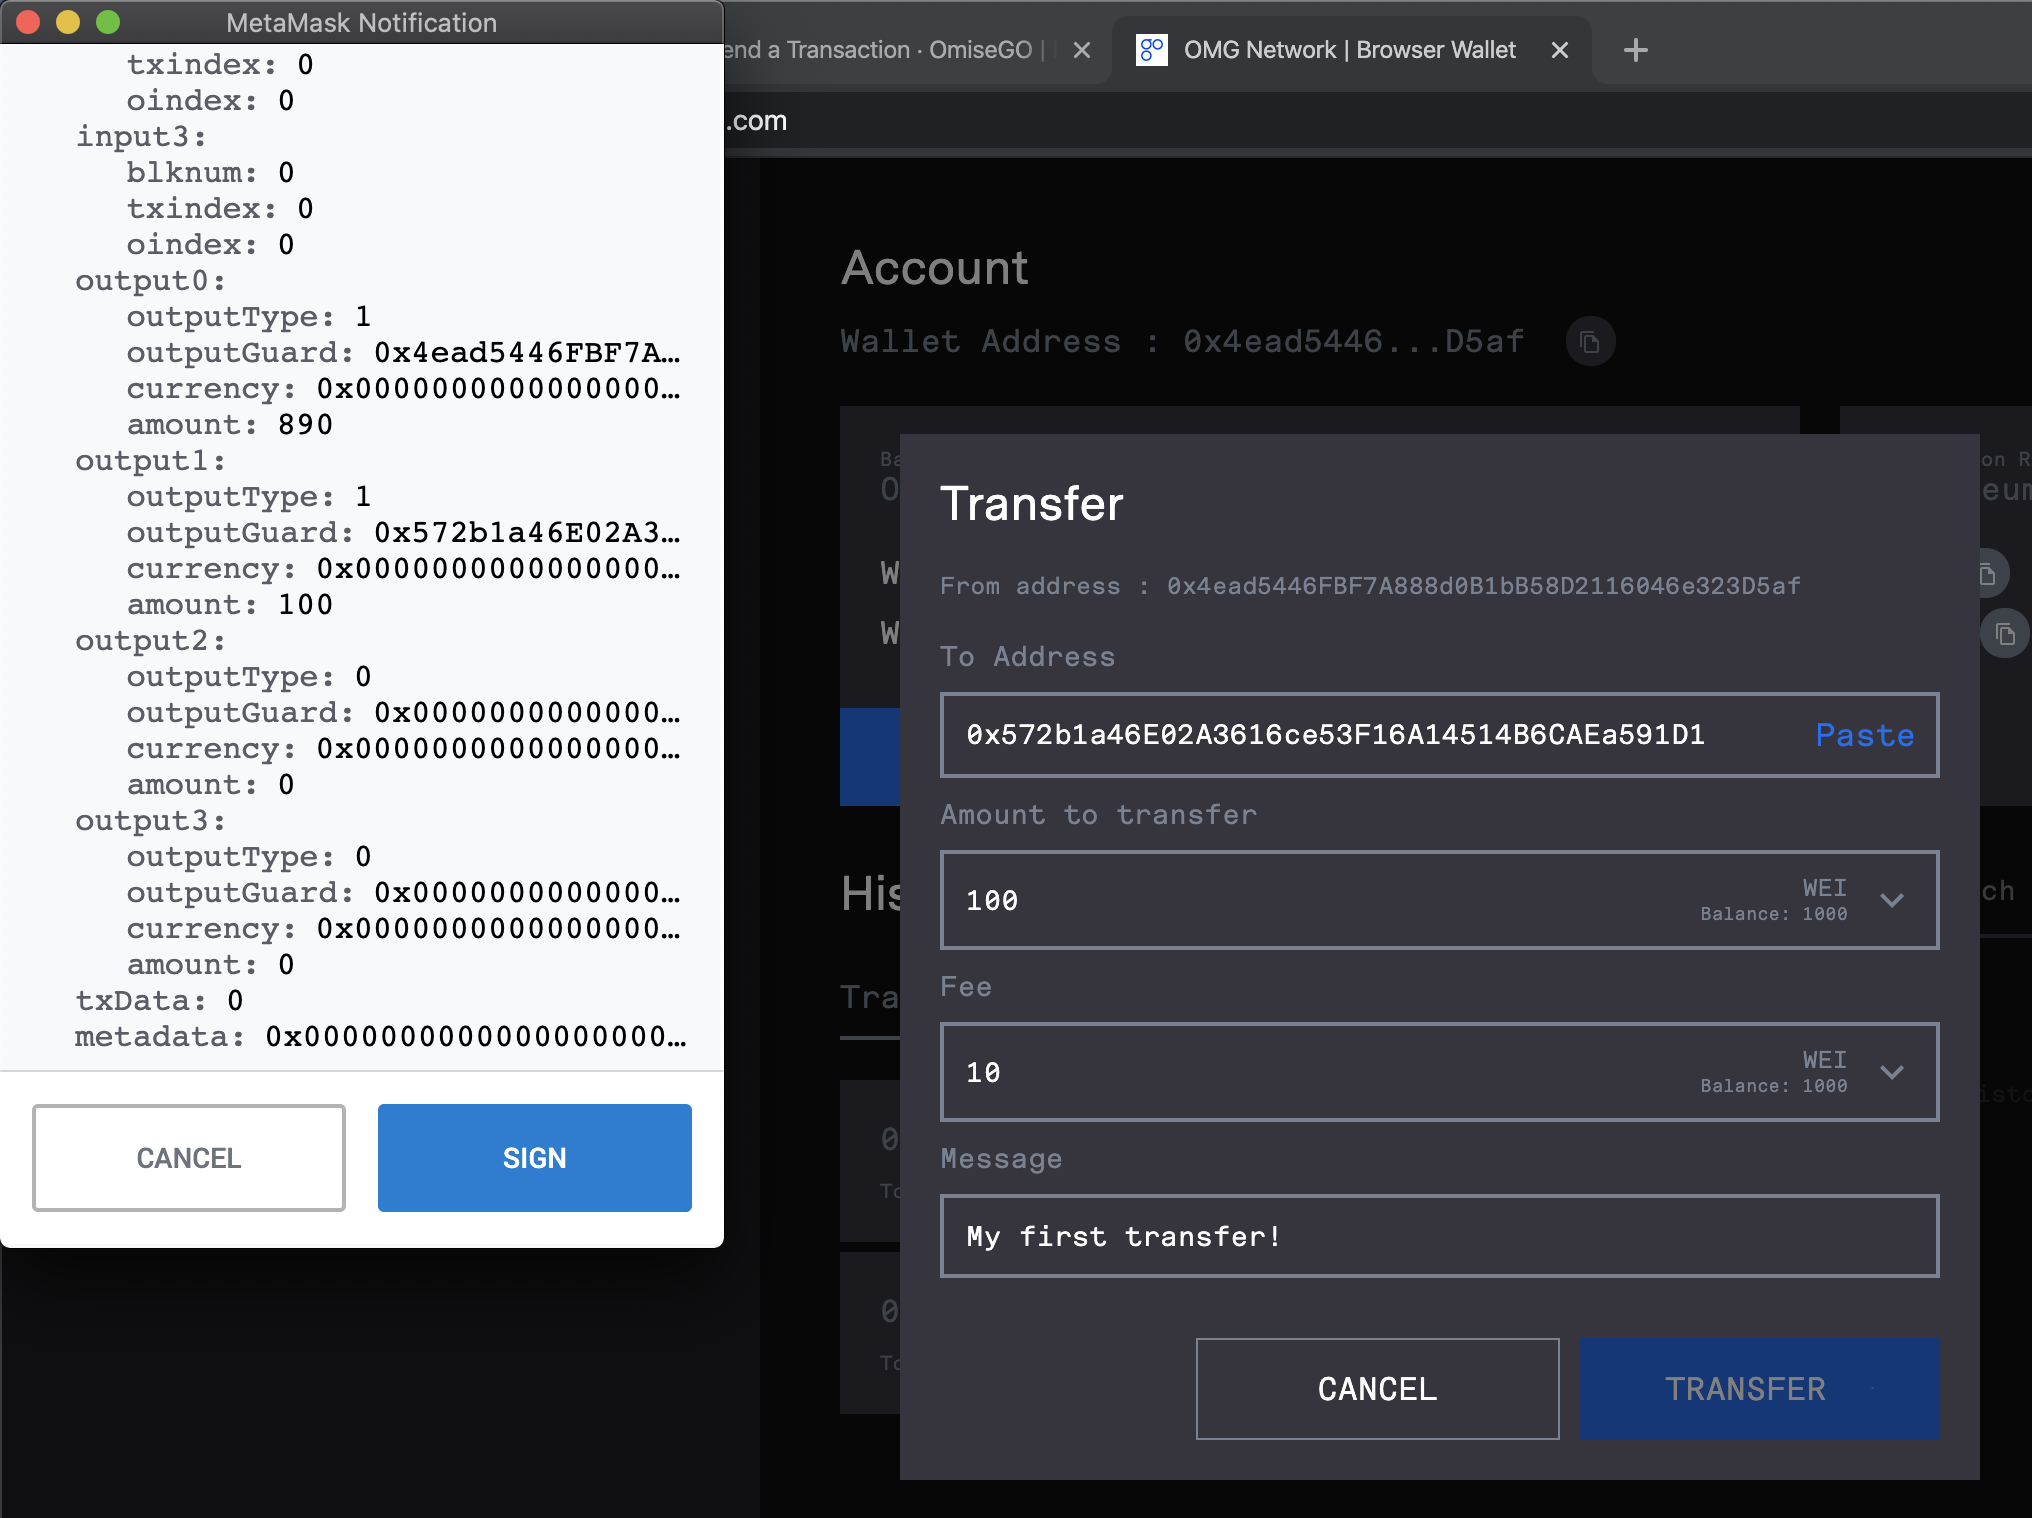 MetaMask Notification
txindex: 0
oindex: 0
input3:
blknum: 0
txindex: 0
oindex: 0
output0:
outputType: 1
outputGuard: 0x4ead5446FBF7A…
currency: 0x0000000000000000…
amount: 890
output1:
outputType: 1
outputGuard: 0x572b1a46E02A3…
currency: 0x0000000000000000…
amount: 100
output2:
outputType: 0
outputGuard: 0x0000000000000…
currency: 0x0000000000000000…
amount: 0
output3:
outputType: 0
outputGuard: 0x0000000000000…
currency: 0x0000000000000000…
amount: 0
txData: 0
metadata: 0x0000000000000000000…
CANCEL
SIGN
end a Transaction · OmiseGO |
OMG Network | Browser Wallet
.com
Account
Wallet Address : 0x4ead5446...D5af
Transfer
From address : 0x4ead5446FBF7A888d0B1bB58D2116046e323D5af
To Address
0x572b1a46E02A3616ce53F16A14514B6CAEa591D1
Paste
Amount to transfer
100
WEI
Balance: 1000
Fee
10
WEI
Balance: 1000
Message
My first transfer!
CANCEL
TRANSFER